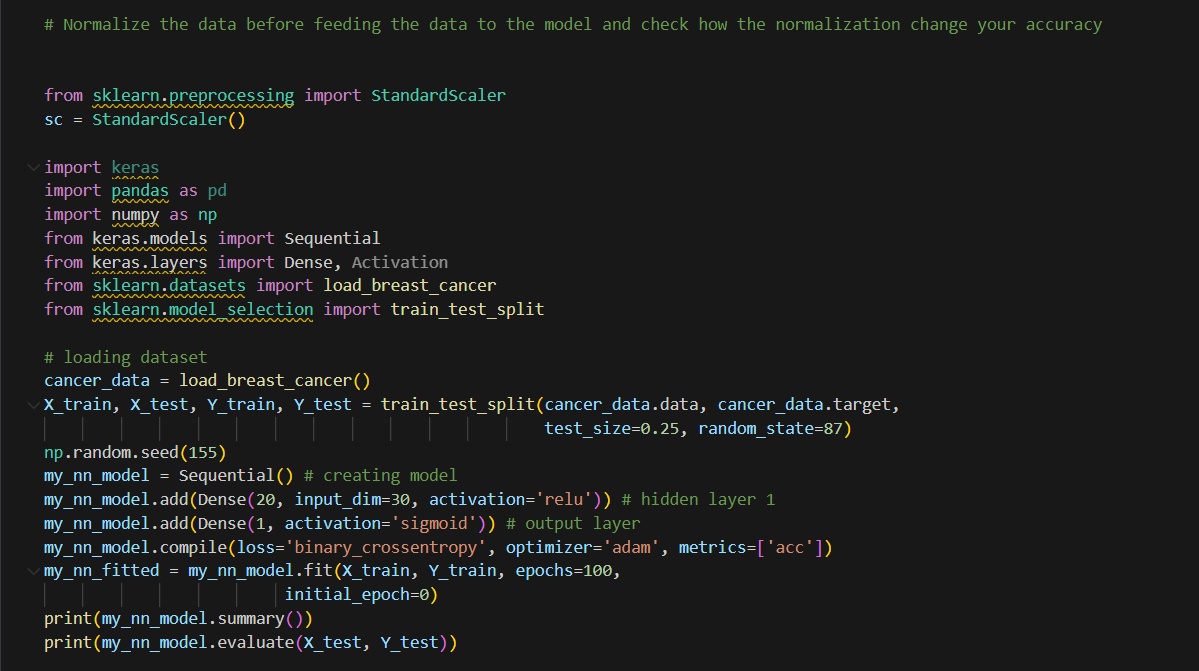 # Normalize the data before feeding the data to the model and check how the normalization change your accuracy
from sklearn.preprocessing import StandardScaler
sc = StandardScaler()
import keras
import pandas as pd
import numpy as np
from keras.models import Sequential
from keras.layers import Dense, Activation
from sklearn.datasets import load_breast_cancer
from sklearn.model_selection import train_test_split
# loading dataset
cancer_data = load_breast_cancer()
X_train, X_test, Y_train, Y_test = train_test_split(cancer_data.data, cancer_data.target,
test_size=0.25, random_state=87)
np.random.seed(155)
my_nn_model = Sequential() # creating model
my_nn_model.add(Dense(20, input_dim=30, activation='relu')) # hidden layer 1
my_nn_model.add(Dense(1, activation='sigmoid')) # output layer
my_nn_model.compile(loss='binary_crossentropy', optimizer='adam', metrics=['acc'])
my_nn_fitted = my_nn_model.fit(X_train, Y_train, epochs=100,
initial_epoch=0)
print(my_nn_model.summary())
print(my_nn_model.evaluate(X_test, Y_test))